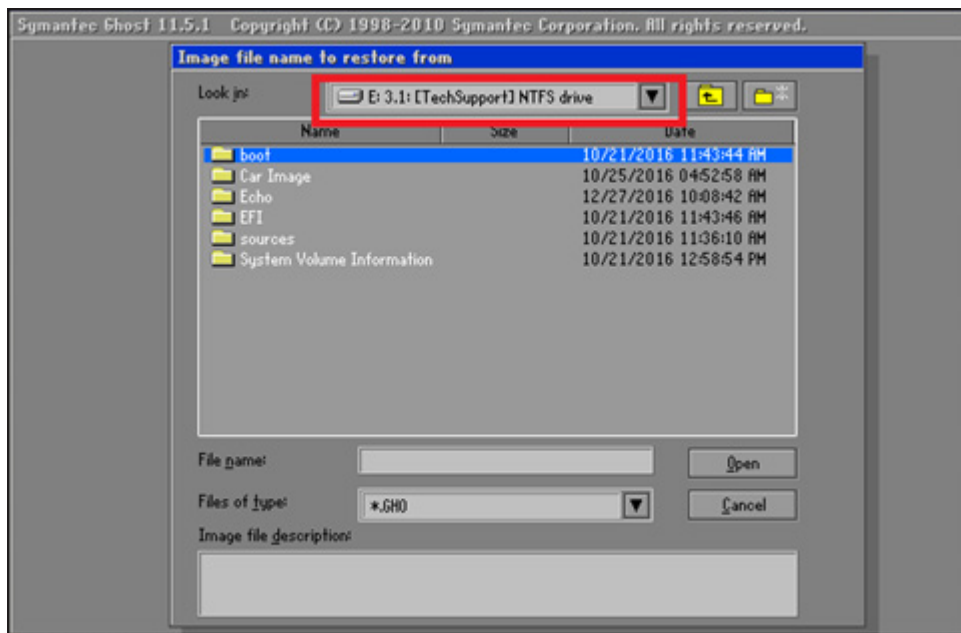 Symantec Ghost 11.5.1 Copyright (C) 1998-2010 Symantec Corporation. All rights reserved.
Image file name to restore from
Look in: E: 3.1: [TechSupport] NTFS drive
Name Size Date
boot 10/21/2016 11:43:44 AM
Car Image 10/25/2016 04:52:58 AM
Echo 12/27/2016 10:08:42 AM
EFI 10/21/2016 11:43:46 AM
sources 10/21/2016 11:36:10 AM
System Volume Information 10/21/2016 12:58:54 PM
File name: Open
Files of type: *.GHO Cancel
Image file description: